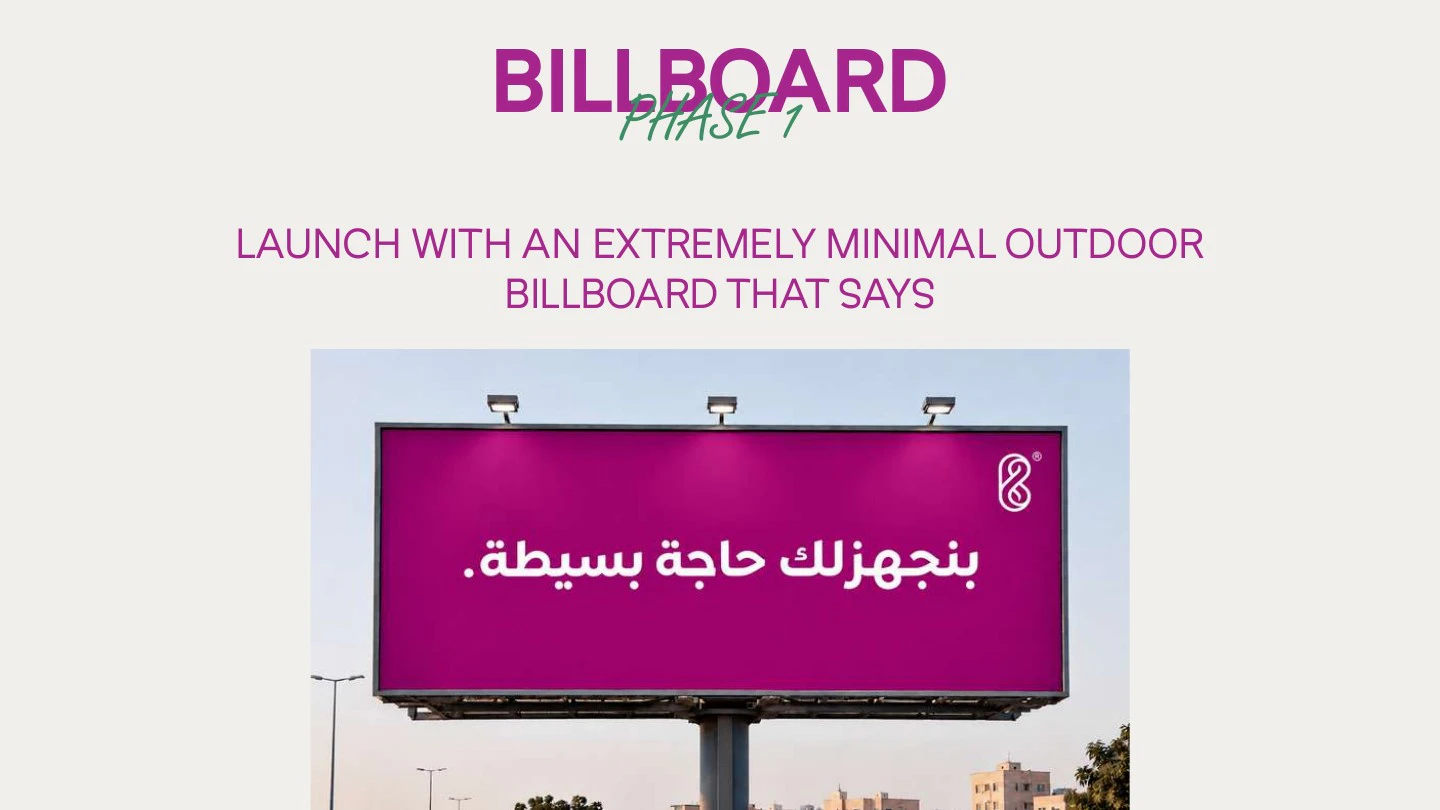 BILLBOARD
PHASE 1
LAUNCH WITH AN EXTREMELY MINIMAL OUTDOOR
BILLBOARD THAT SAYS
®
بنجهزلك حاجة بسيطة.